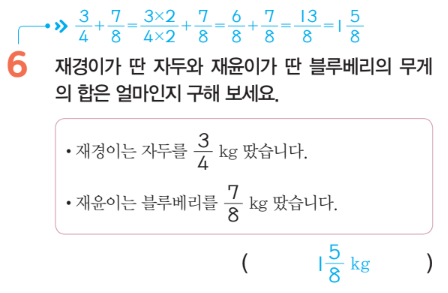 ≫ 3/4 + 7/8 = 3×2/4×2 + 7/8 = 6/8 + 7/8 = 13/8 = 1 5/8
6 재경이가 딴 자두와 재윤이가 딴 블루베리의 무게
의 합은 얼마인지 구해 보세요.
• 재경이는 자두를 3/4 kg 땄습니다.
• 재윤이는 블루베리를 7/8 kg 땄습니다.
( 1 5/8 kg )